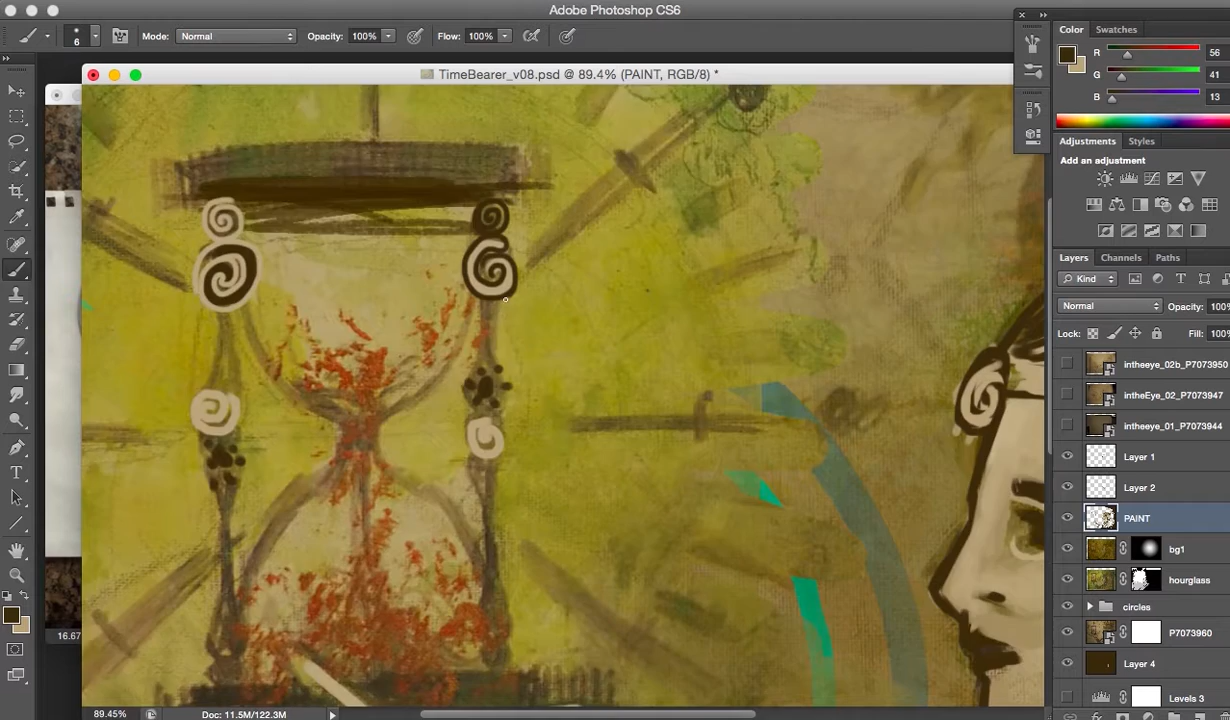 Adobe Photoshop CS6
6 Mode: Normal Opacity: 100% Flow: 100%
TimeBearer_v08.psd @ 89.4% (PAINT, RGB/8) *
Color Swatches
R 56
G 41
B 13
Adjustments Styles
Add an adjustment
Layers Channels Paths
Kind
Normal Opacity: 100%
Lock: Fill: 100%
intheeye_02b_P7073950
intheEye_02_P7073947
intheeye_01_P7073944
Layer 1
Layer 2
PAINT
bg1
hourglass
circles
P7073960
Layer 4
Levels 3
16.67
89.45% Doc: 11.5M/122.3M